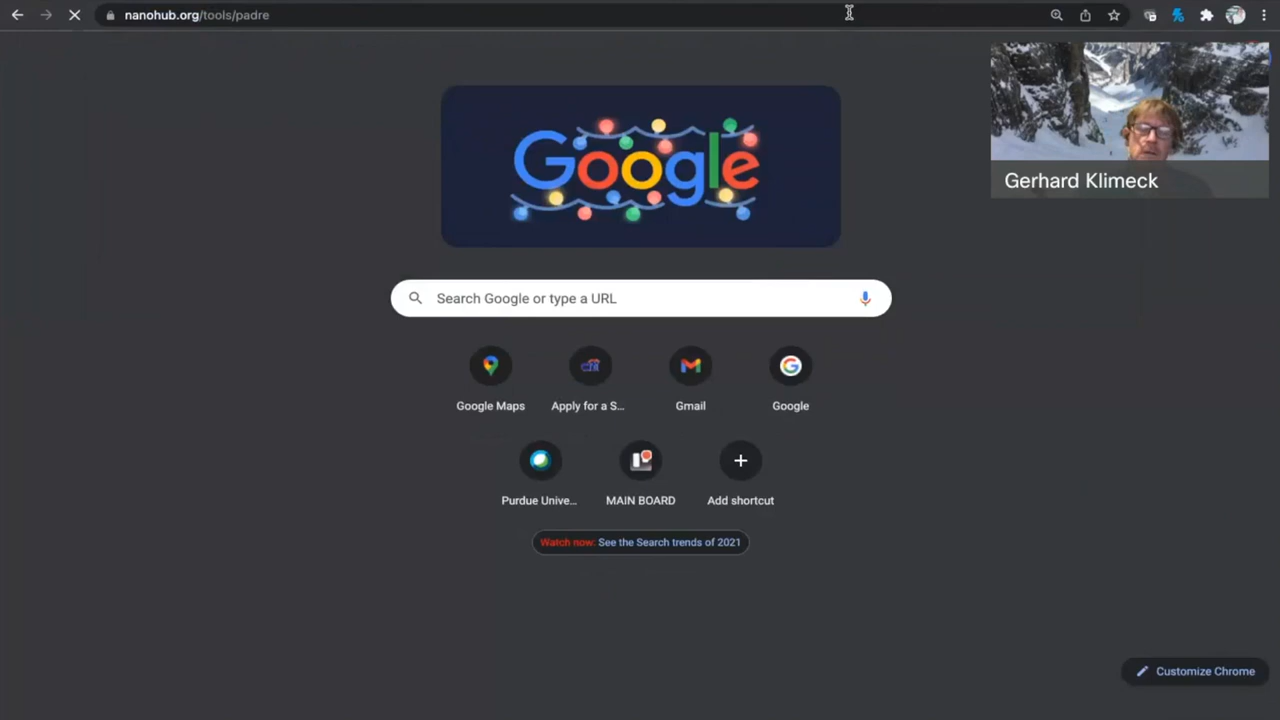 nanohub.org/tools/padre
Google
Gerhard Klimeck
Search Google or type a URL
Google Maps
Apply for a S...
Gmail
Google
Purdue Unive...
MAIN BOARD
Add shortcut
Watch now: See the Search trends of 2021
Customize Chrome